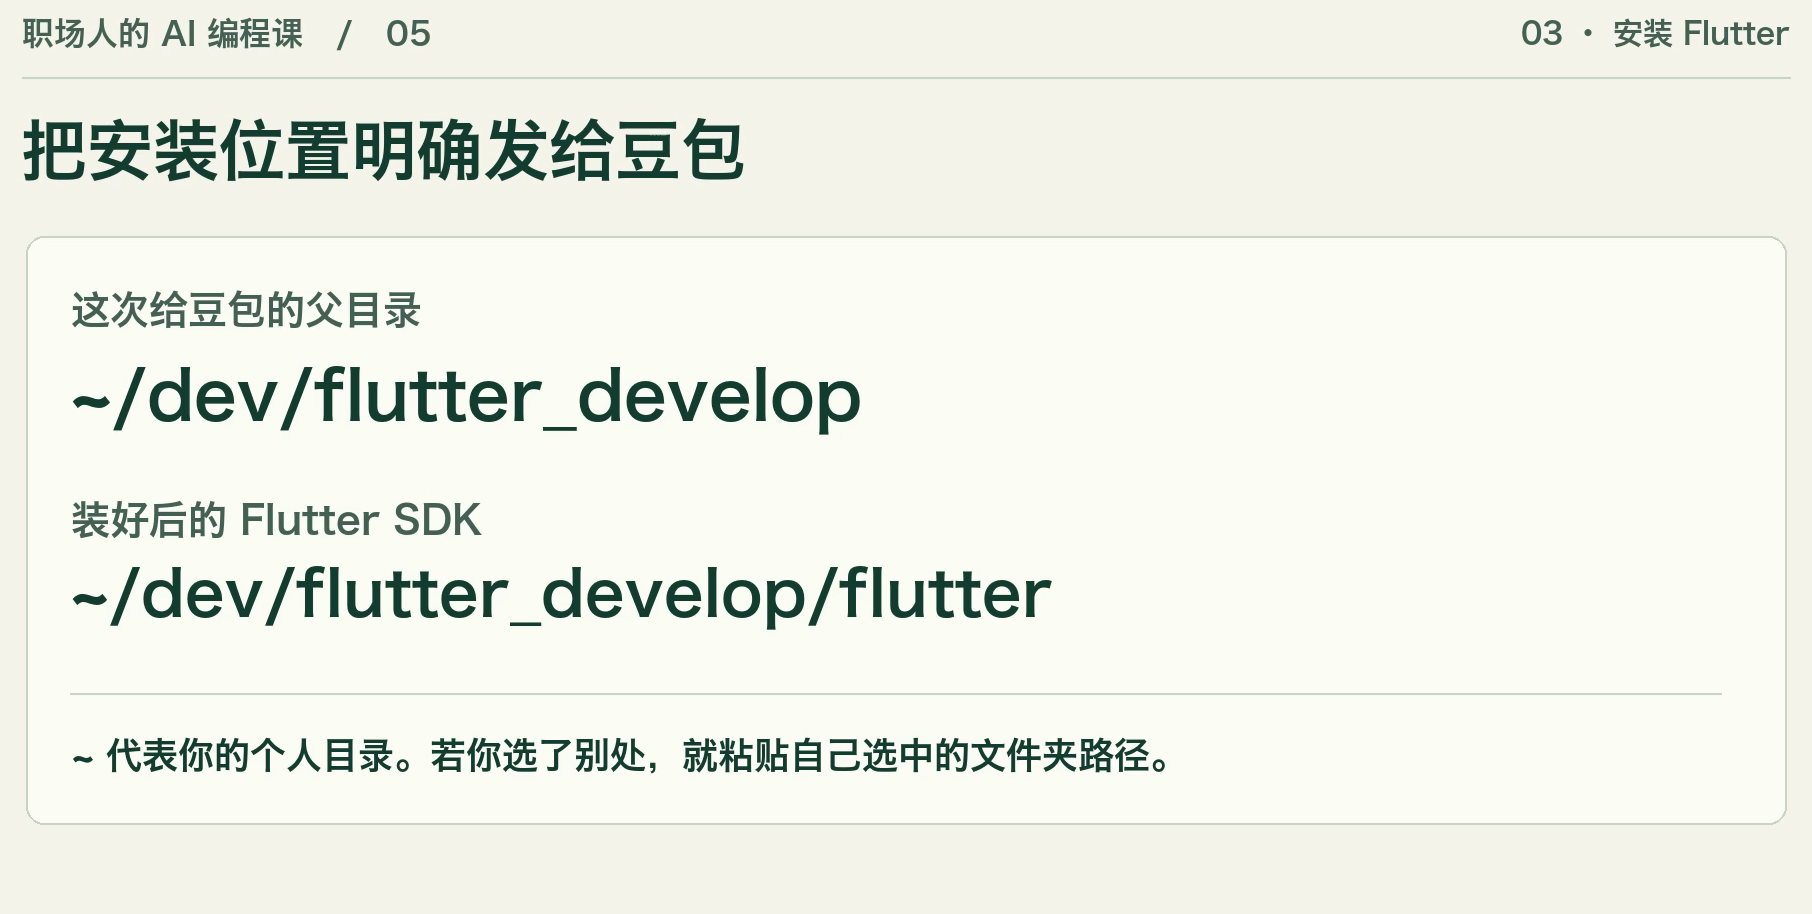 职场人的 AI 编程课 / 05
03 · 安装 Flutter
把安装位置明确发给豆包
这次给豆包的父目录
~/dev/flutter_develop
装好后的 Flutter SDK
~/dev/flutter_develop/flutter
~ 代表你的个人目录。若你选了别处，就粘贴自己选中的文件夹路径。